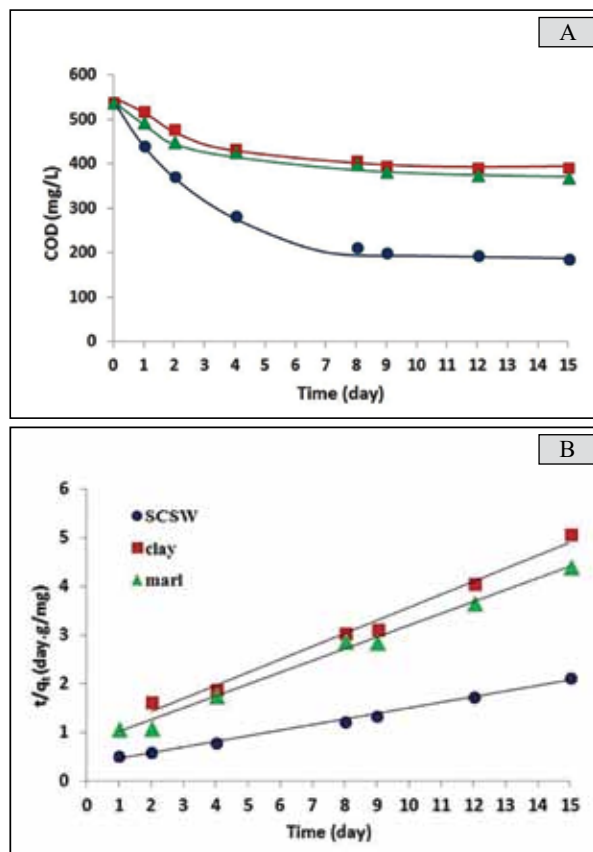 A
600
500
400
300
200
100
0
COD (mg/L)
0 1 2 3 4 5 6 7 8 9 10 11 12 13 14 15
Time (day)
B
6
5
4
3
2
1
0
t/qt (day.g/mg)
SCSW
clay
marl
0 1 2 3 4 5 6 7 8 9 10 11 12 13 14 15
Time (day)